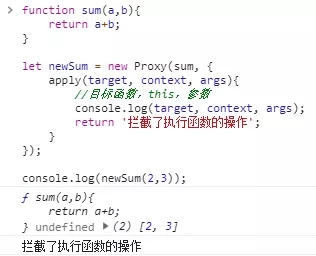 > function sum(a,b){
return a+b;
}
let newSum = new Proxy(sum, {
apply(target, context, args){
//目标函数，this，参数
console.log(target, context, args);
return '拦截了执行函数的操作';
}
});
console.log(newSum(2,3));
ƒ sum(a,b){
return a+b;
} undefined ▸ (2) [2, 3]
拦截了执行函数的操作